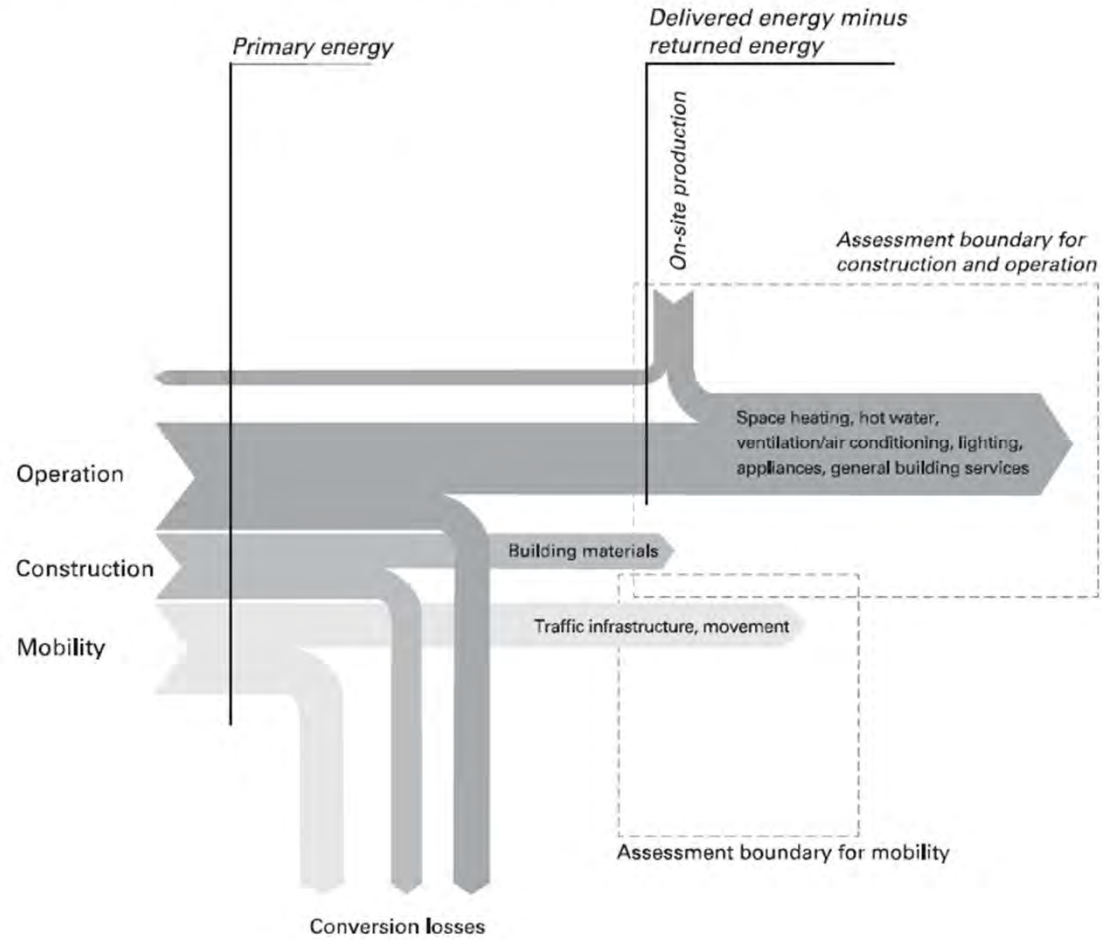 Primary energy
Delivered energy minus
returned energy
On-site production
Assessment boundary for
construction and operation
Space heating, hot water,
ventilation/air conditioning, lighting,
appliances, general building services
Operation
Building materials
Construction
Traffic infrastructure, movement
Mobility
Assessment boundary for mobility
Conversion losses